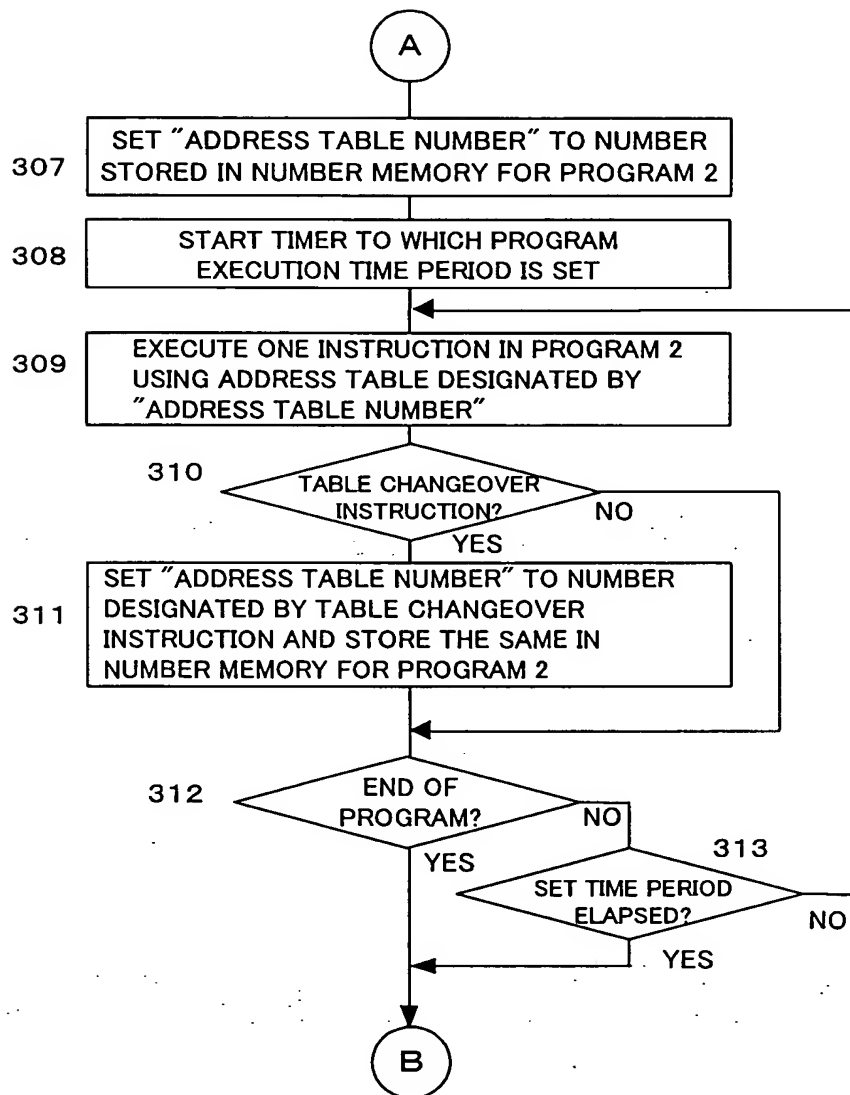 A
307
SET "ADDRESS TABLE NUMBER" TO NUMBER
STORED IN NUMBER MEMORY FOR PROGRAM 2
308
START TIMER TO WHICH PROGRAM
EXECUTION TIME PERIOD IS SET
309
EXECUTE ONE INSTRUCTION IN PROGRAM 2
USING ADDRESS TABLE DESIGNATED BY
"ADDRESS TABLE NUMBER"
310
TABLE CHANGEOVER
INSTRUCTION?
NO
YES
311
SET "ADDRESS TABLE NUMBER" TO NUMBER
DESIGNATED BY TABLE CHANGEOVER
INSTRUCTION AND STORE THE SAME IN
NUMBER MEMORY FOR PROGRAM 2
312
END OF
PROGRAM?
NO
YES
313
SET TIME PERIOD
ELAPSED?
NO
YES
B